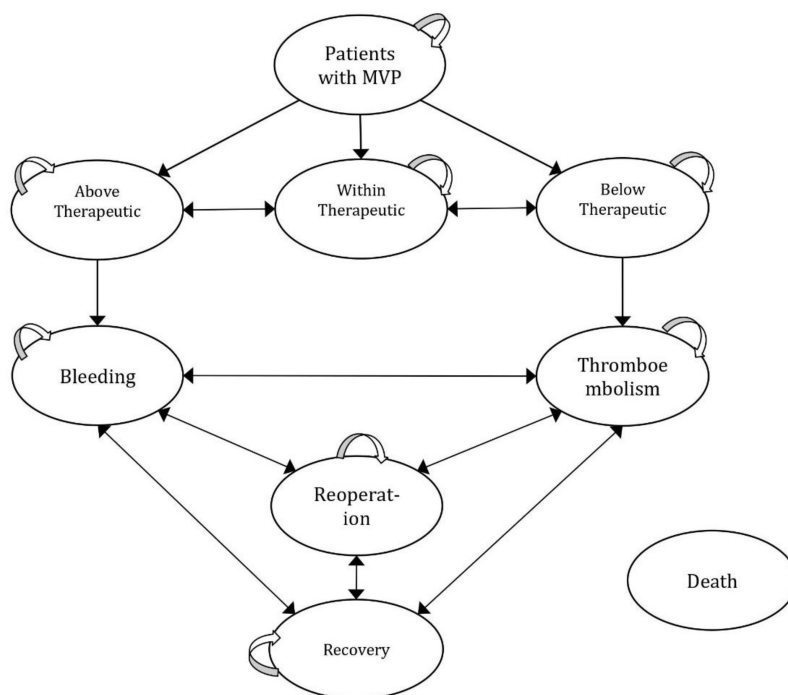 Patients
with MVP
Above
Therapeutic
Within
Therapeutic
Below
Therapeutic
Bleeding
Thromboe
mbolism
Reoperat-
ion
Death
Recovery